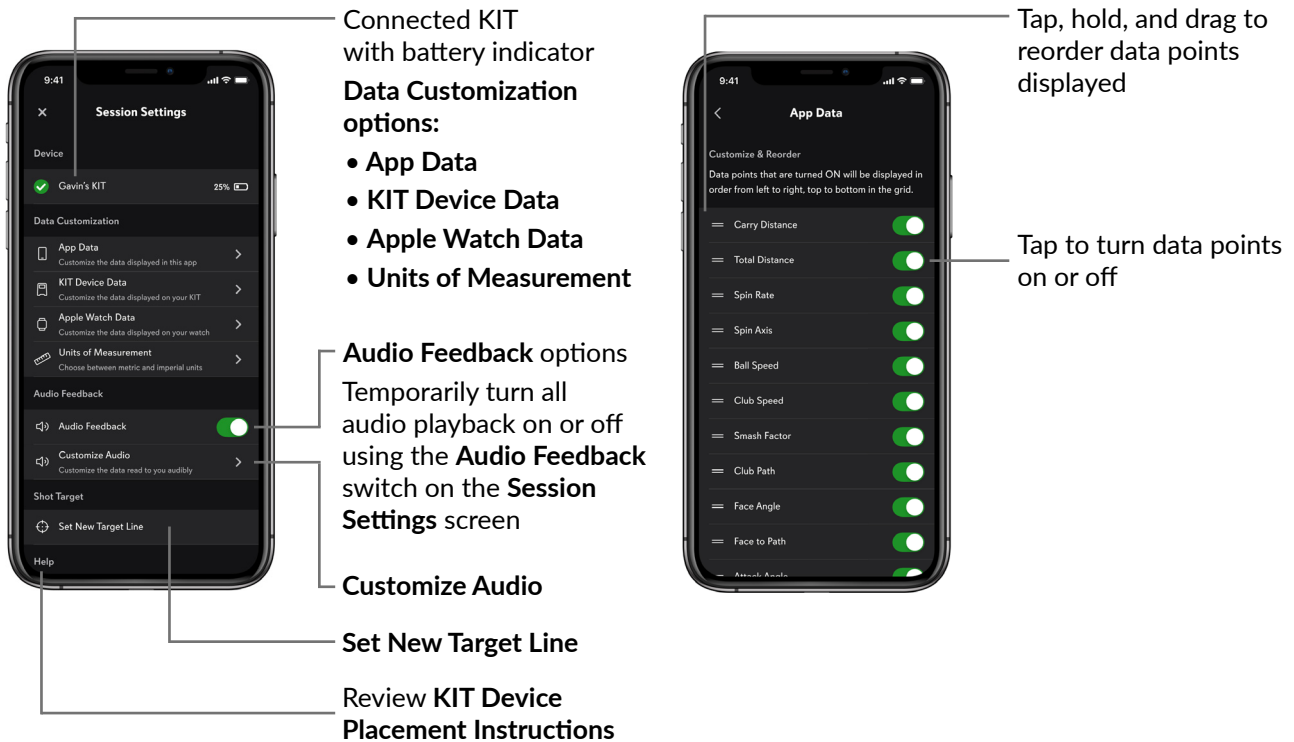 Connected KIT
with battery indicator
Data Customization
options:
• App Data
• KIT Device Data
• Apple Watch Data
• Units of Measurement
Audio Feedback options
Temporarily turn all
audio playback on or off
using the Audio Feedback
switch on the Session
Settings screen
Customize Audio
Set New Target Line
Review KIT Device
Placement Instructions
9:41
Session Settings
Device
Gavin's KIT 25%
Data Customization
App Data
Customize the data displayed in this app
KIT Device Data
Customize the data displayed on your KIT
Apple Watch Data
Customize the data displayed on your watch
Units of Measurement
Choose between metric and imperial units
Audio Feedback
Audio Feedback
Customize Audio
Customize the data read to you audibly
Shot Target
Set New Target Line
Help
Tap, hold, and drag to
reorder data points
displayed
Tap to turn data points
on or off
9:41
App Data
Customize & Reorder
Data points that are turned ON will be displayed in
order from left to right, top to bottom in the grid.
Carry Distance
Total Distance
Spin Rate
Spin Axis
Ball Speed
Club Speed
Smash Factor
Club Path
Face Angle
Face to Path
Attack Angle